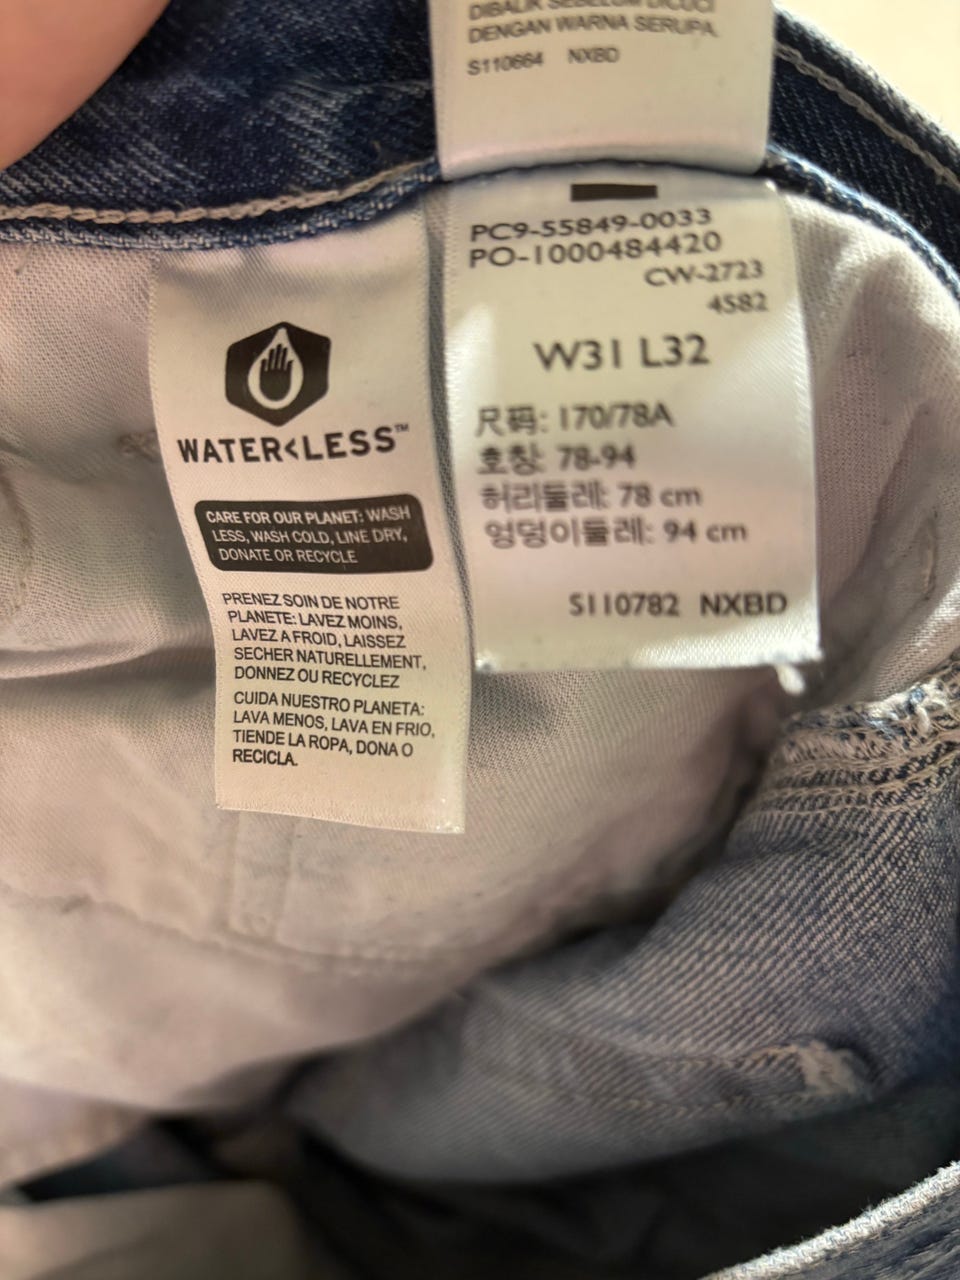 DIBALIK SEBELUM DICUCI
DENGAN WARNA SERUPA.
S110664 NXBD
PC9-55849-0033
PO-1000484420
CW-2723
4582
W31 L32
尺码: 170/78A
호칭: 78-94
허리둘레: 78 cm
엉덩이둘레: 94 cm
S110782 NXBD
WATER<LESS™
CARE FOR OUR PLANET: WASH
LESS, WASH COLD, LINE DRY,
DONATE OR RECYCLE
PRENEZ SOIN DE NOTRE
PLANETE: LAVEZ MOINS,
LAVEZ A FROID, LAISSEZ
SECHER NATURELLEMENT,
DONNEZ OU RECYCLEZ
CUIDA NUESTRO PLANETA:
LAVA MENOS, LAVA EN FRIO,
TIENDE LA ROPA, DONA O
RECICLA.